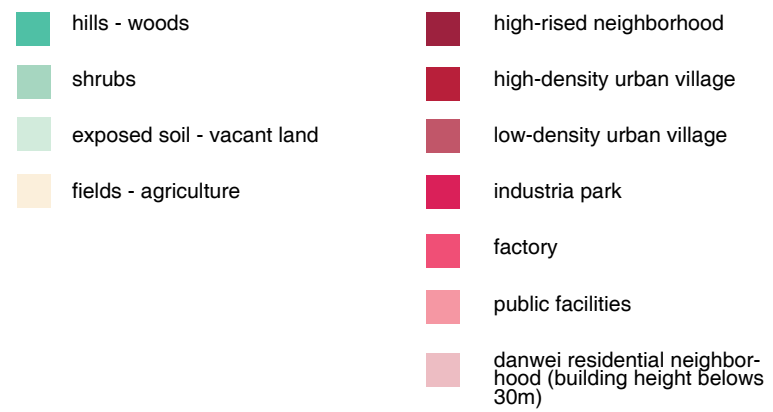 hills - woods
shrubs
exposed soil - vacant land
fields - agriculture
high-rised neighborhood
high-density urban village
low-density urban village
industria park
factory
public facilities
danwei residential neighbor-
hood (building height belows
30m)